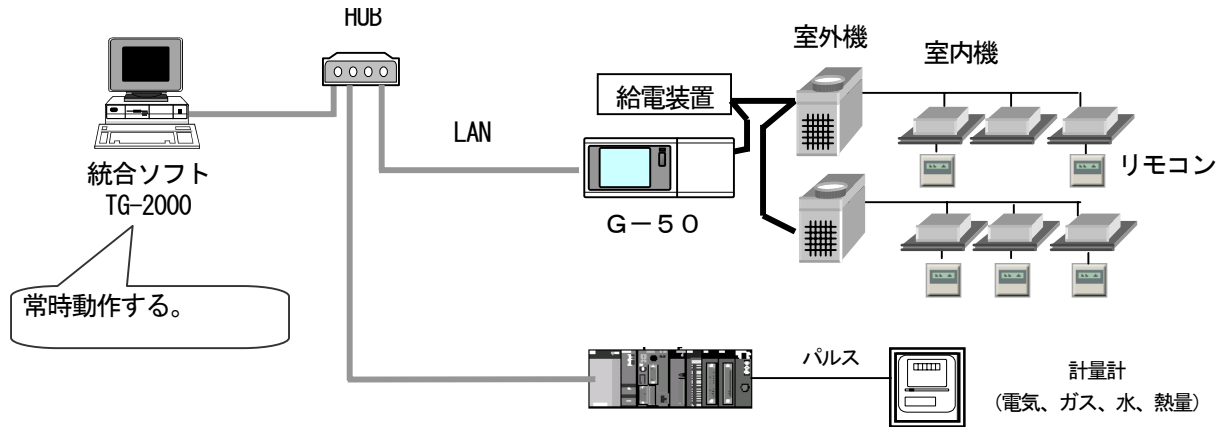 HUB
室外機
室内機
給電装置
LAN
リモコン
統合ソフト
TG-2000
G－５０
常時動作する。
パルス
計量計
(電気、ガス、水、熱量)